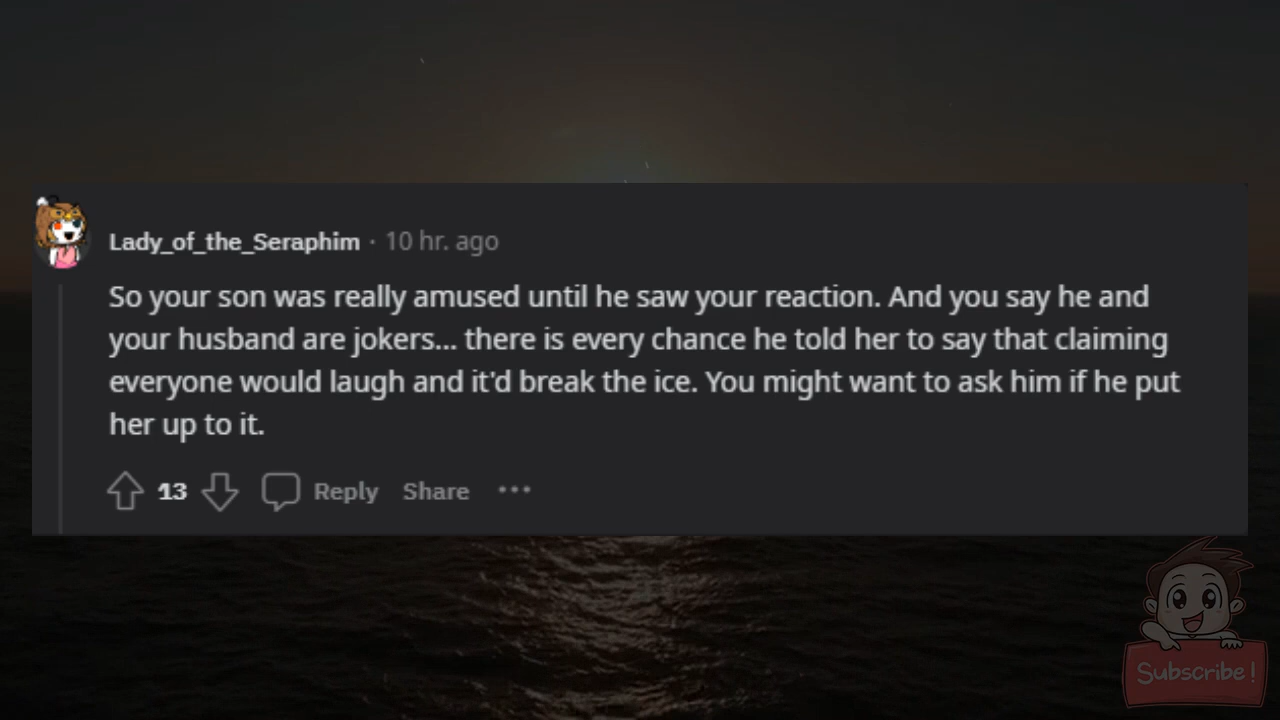 Lady_of_the_Seraphim · 10 hr. ago
So your son was really amused until he saw your reaction. And you say he and
your husband are jokers... there is every chance he told her to say that claiming
everyone would laugh and it'd break the ice. You might want to ask him if he put
her up to it.
13 Reply Share ···
Subscribe!